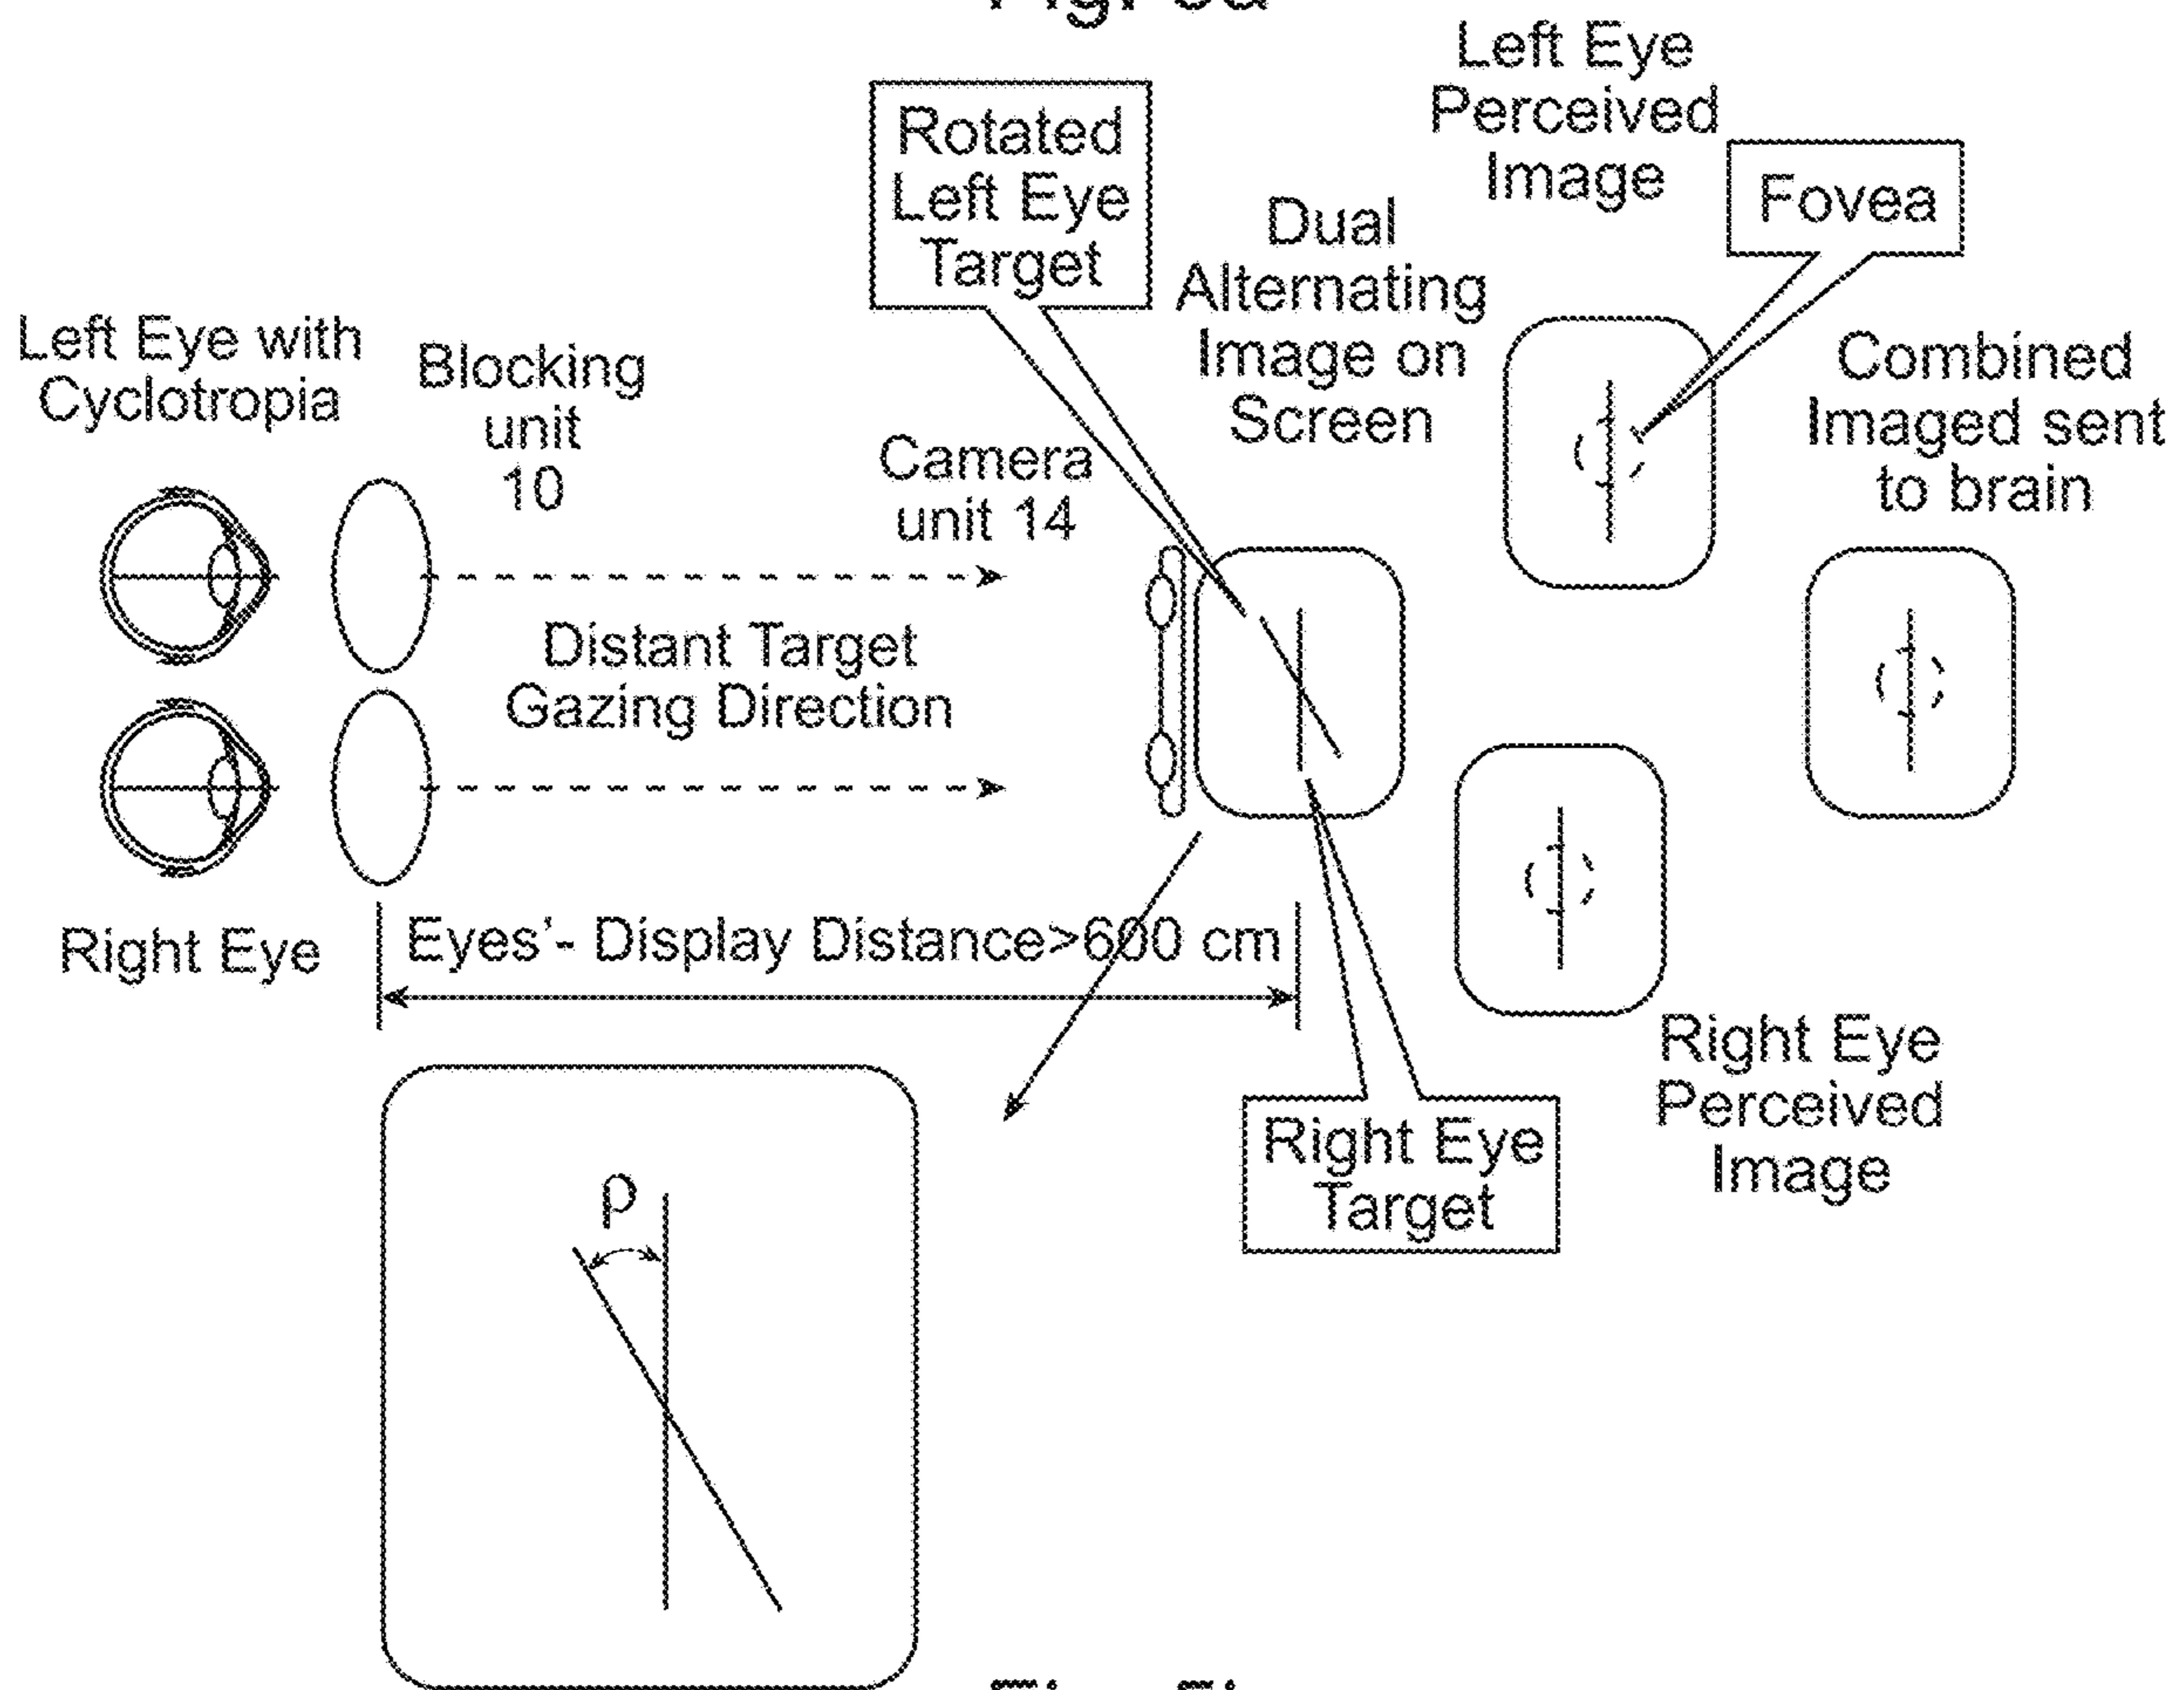 Left Eye
Perceived
Image
Rotated
Left Eye
Target
Fovea
Dual
Alternating
Image on
Screen
Left Eye with
Cyclotropia
Blocking
unit
10
Combined
Imaged sent
to brain
Camera
unit 14
Distant Target
Gazing Direction
Right Eye
Eyes'- Display Distance>600 cm
Right Eye
Perceived
Image
Right Eye
Target
ρ